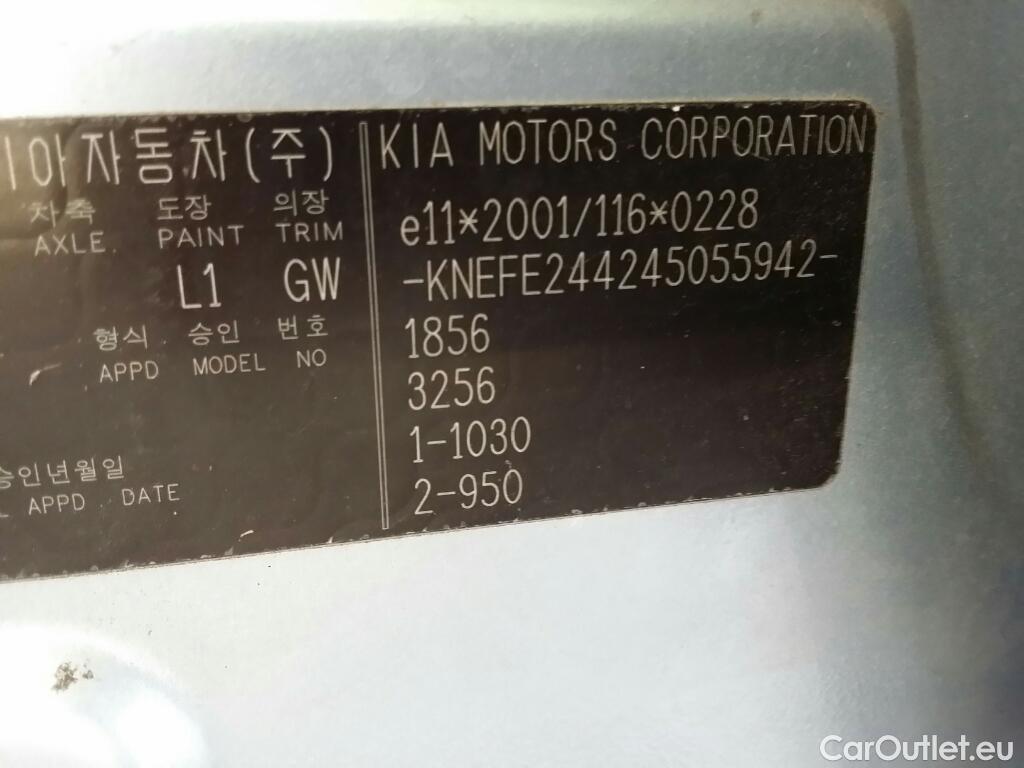 기아자동차(주)
차축 도장 의장
AXLE. PAINT TRIM
L1 GW
형식 승인 번호
APPD MODEL NO
승인년월일
APPD DATE
KIA MOTORS CORPORATION
e11*2001/116*0228
-KNEFE244245055942-
1856
3256
1-1030
2-950
CarOutlet.eu